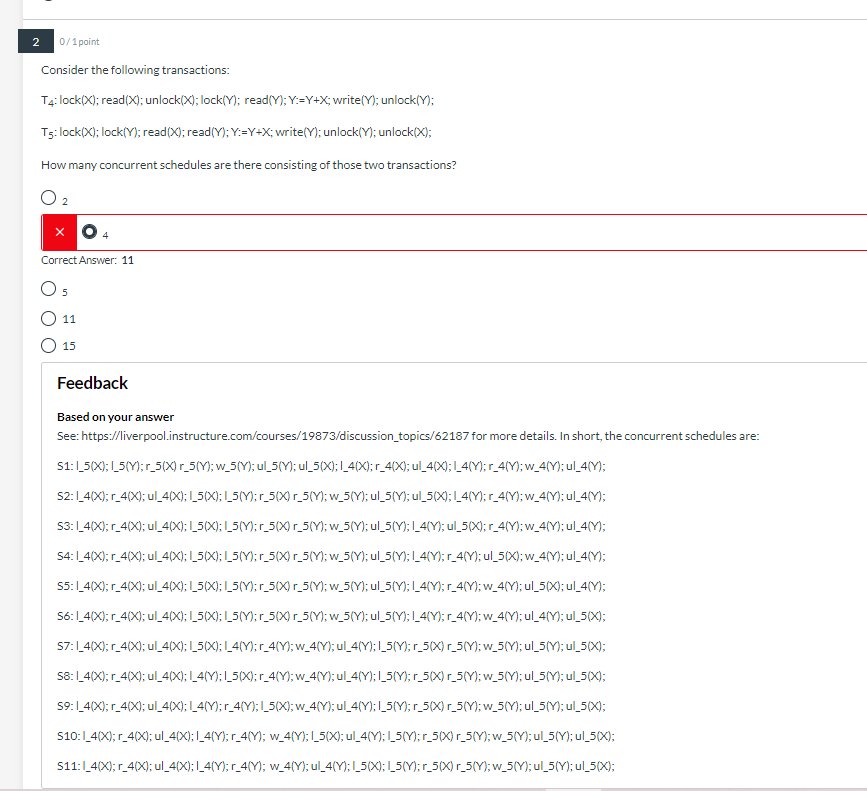 2 0 / 1 point
Consider the following transactions:
T4: lock(X); read(X); unlock(X); lock(Y); read(Y); Y:=Y+X; write(Y); unlock(Y);
T5: lock(X); lock(Y); read(X); read(Y); Y:=Y+X; write(Y); unlock(Y); unlock(X);
How many concurrent schedules are there consisting of those two transactions?
2
4
Correct Answer: 11
5
11
15
Feedback
Based on your answer
See: https://liverpool.instructure.com/courses/19873/discussion_topics/62187 for more details. In short, the concurrent schedules are:
S1: l_5(X); l_5(Y); r_5(X) r_5(Y); w_5(Y); ul_5(Y); ul_5(X); l_4(X); r_4(X); ul_4(X); l_4(Y); r_4(Y); w_4(Y); ul_4(Y);
S2: l_4(X); r_4(X); ul_4(X); l_5(X); l_5(Y); r_5(X) r_5(Y); w_5(Y); ul_5(Y); ul_5(X); l_4(Y); r_4(Y); w_4(Y); ul_4(Y);
S3: l_4(X); r_4(X); ul_4(X); l_5(X); l_5(Y); r_5(X) r_5(Y); w_5(Y); ul_5(Y); l_4(Y); ul_5(X); r_4(Y); w_4(Y); ul_4(Y);
S4: l_4(X); r_4(X); ul_4(X); l_5(X); l_5(Y); r_5(X) r_5(Y); w_5(Y); ul_5(Y); l_4(Y); r_4(Y); ul_5(X); w_4(Y); ul_4(Y);
S5: l_4(X); r_4(X); ul_4(X); l_5(X); l_5(Y); r_5(X) r_5(Y); w_5(Y); ul_5(Y); l_4(Y); r_4(Y); w_4(Y); ul_5(X); ul_4(Y);
S6: l_4(X); r_4(X); ul_4(X); l_5(X); l_5(Y); r_5(X) r_5(Y); w_5(Y); ul_5(Y); l_4(Y); r_4(Y); w_4(Y); ul_4(Y); ul_5(X);
S7: l_4(X); r_4(X); ul_4(X); l_5(X); l_4(Y); r_4(Y); w_4(Y); ul_4(Y); l_5(Y); r_5(X) r_5(Y); w_5(Y); ul_5(Y); ul_5(X);
S8: l_4(X); r_4(X); ul_4(X); l_4(Y); l_5(X); r_4(Y); w_4(Y); ul_4(Y); l_5(Y); r_5(X) r_5(Y); w_5(Y); ul_5(Y); ul_5(X);
S9: l_4(X); r_4(X); ul_4(X); l_4(Y); r_4(Y); l_5(X); w_4(Y); ul_4(Y); l_5(Y); r_5(X) r_5(Y); w_5(Y); ul_5(Y); ul_5(X);
S10: l_4(X); r_4(X); ul_4(X); l_4(Y); r_4(Y); w_4(Y); l_5(X); ul_4(Y); l_5(Y); r_5(X) r_5(Y); w_5(Y); ul_5(Y); ul_5(X);
S11: l_4(X); r_4(X); ul_4(X); l_4(Y); r_4(Y); w_4(Y); ul_4(Y); l_5(X); l_5(Y); r_5(X) r_5(Y); w_5(Y); ul_5(Y); ul_5(X);